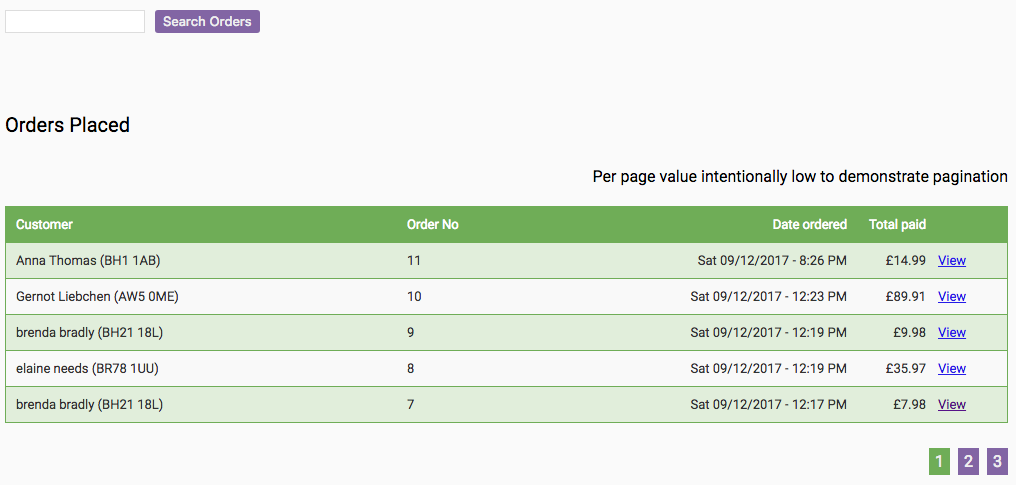 Search Orders
Orders Placed
Per page value intentionally low to demonstrate pagination
Customer Order No Date ordered Total paid
Anna Thomas (BH1 1AB) 11 Sat 09/12/2017 - 8:26 PM £14.99 View
Gernot Liebchen (AW5 0ME) 10 Sat 09/12/2017 - 12:23 PM £89.91 View
brenda bradly (BH21 18L) 9 Sat 09/12/2017 - 12:19 PM £9.98 View
elaine needs (BR78 1UU) 8 Sat 09/12/2017 - 12:19 PM £35.97 View
brenda bradly (BH21 18L) 7 Sat 09/12/2017 - 12:17 PM £7.98 View
1 2 3